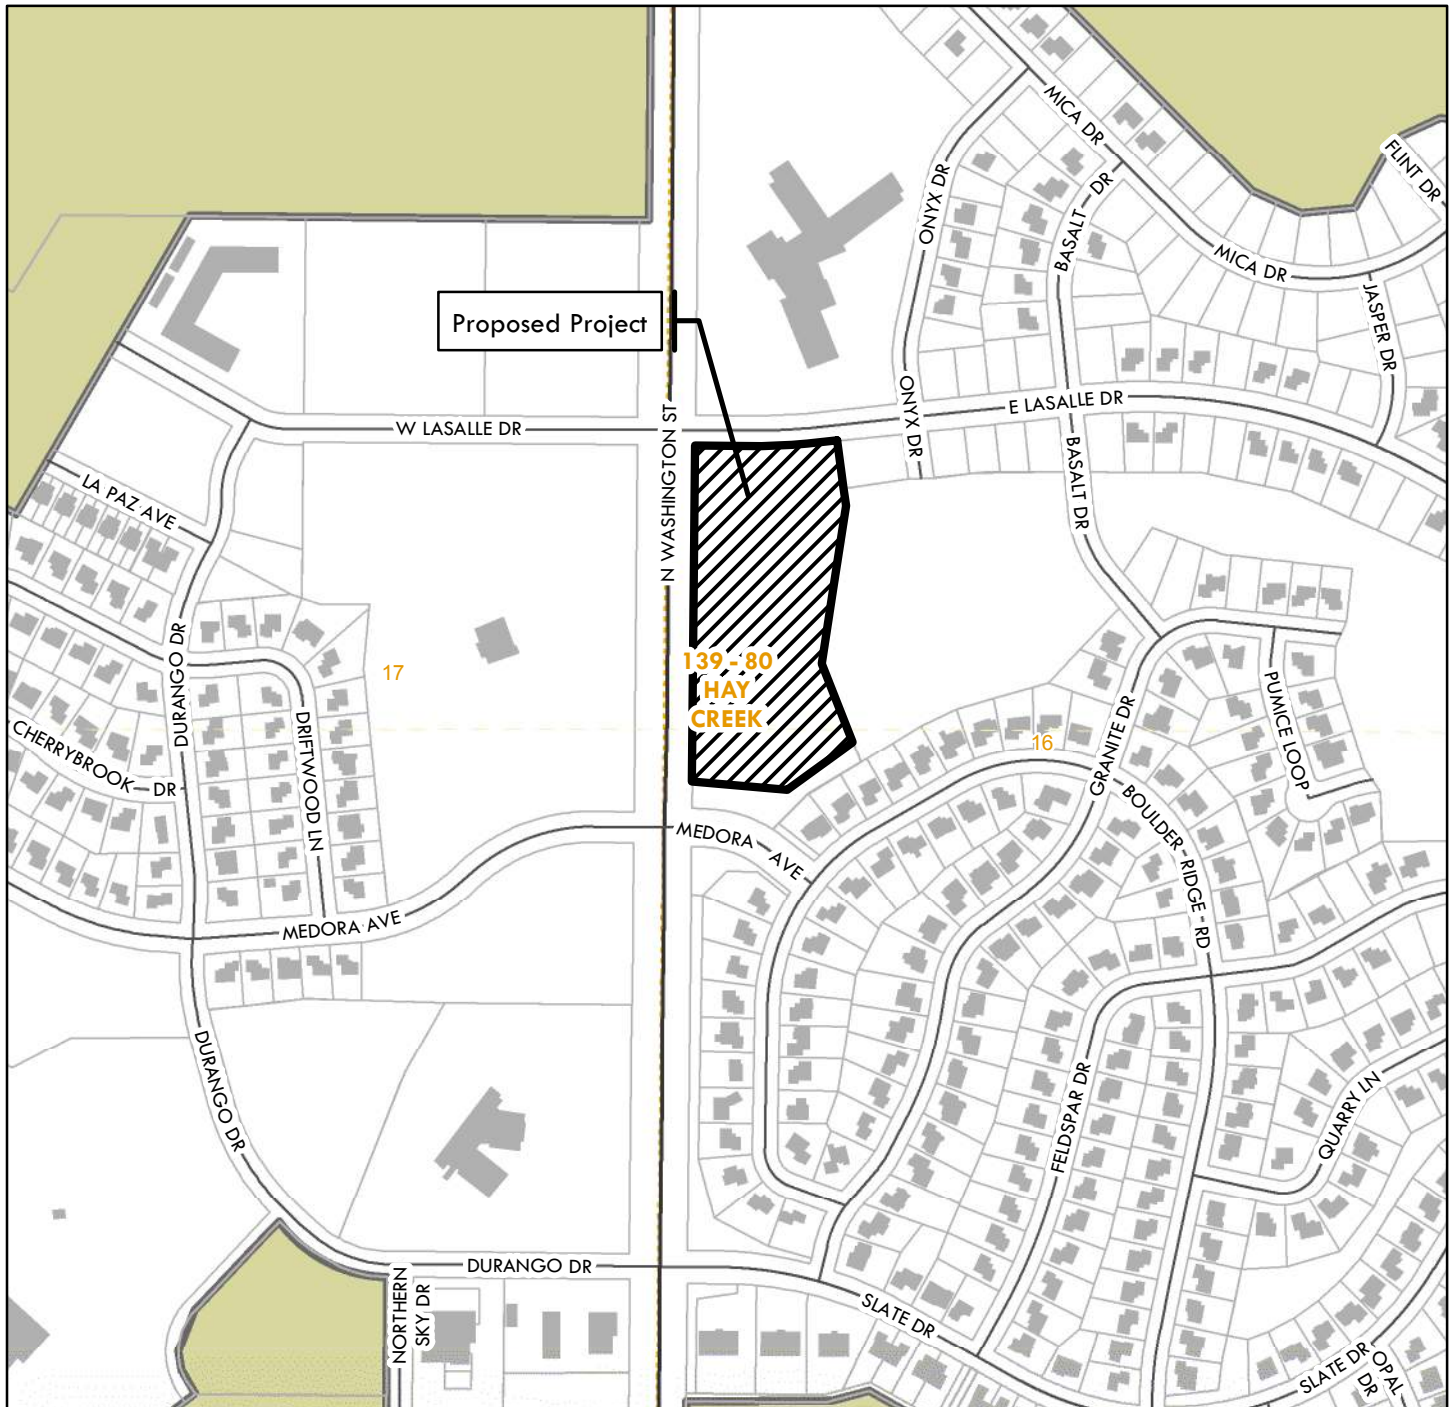 MICA DR
FLINT DR
ONYX DR
BASALT DR
MICA DR
JASPER DR
Proposed Project
ONYX DR
E LASALLE DR
W LASALLE DR
N WASHINGTON ST
BASALT DR
LA PAZ AVE
DURANGO DR
139 - 80
HAY
CREEK
17
16
PUMICE LOOP
GRANITE DR
DRIFTWOOD LN
CHERRYBROOK DR
BOULDER RIDGE RD
MEDORA AVE
MEDORA AVE
DURANGO DR
FELDSPAR DR
QUARRY LN
DURANGO DR
NORTHERN
SKY DR
SLATE DR
SLATE DR
OPAL
DR